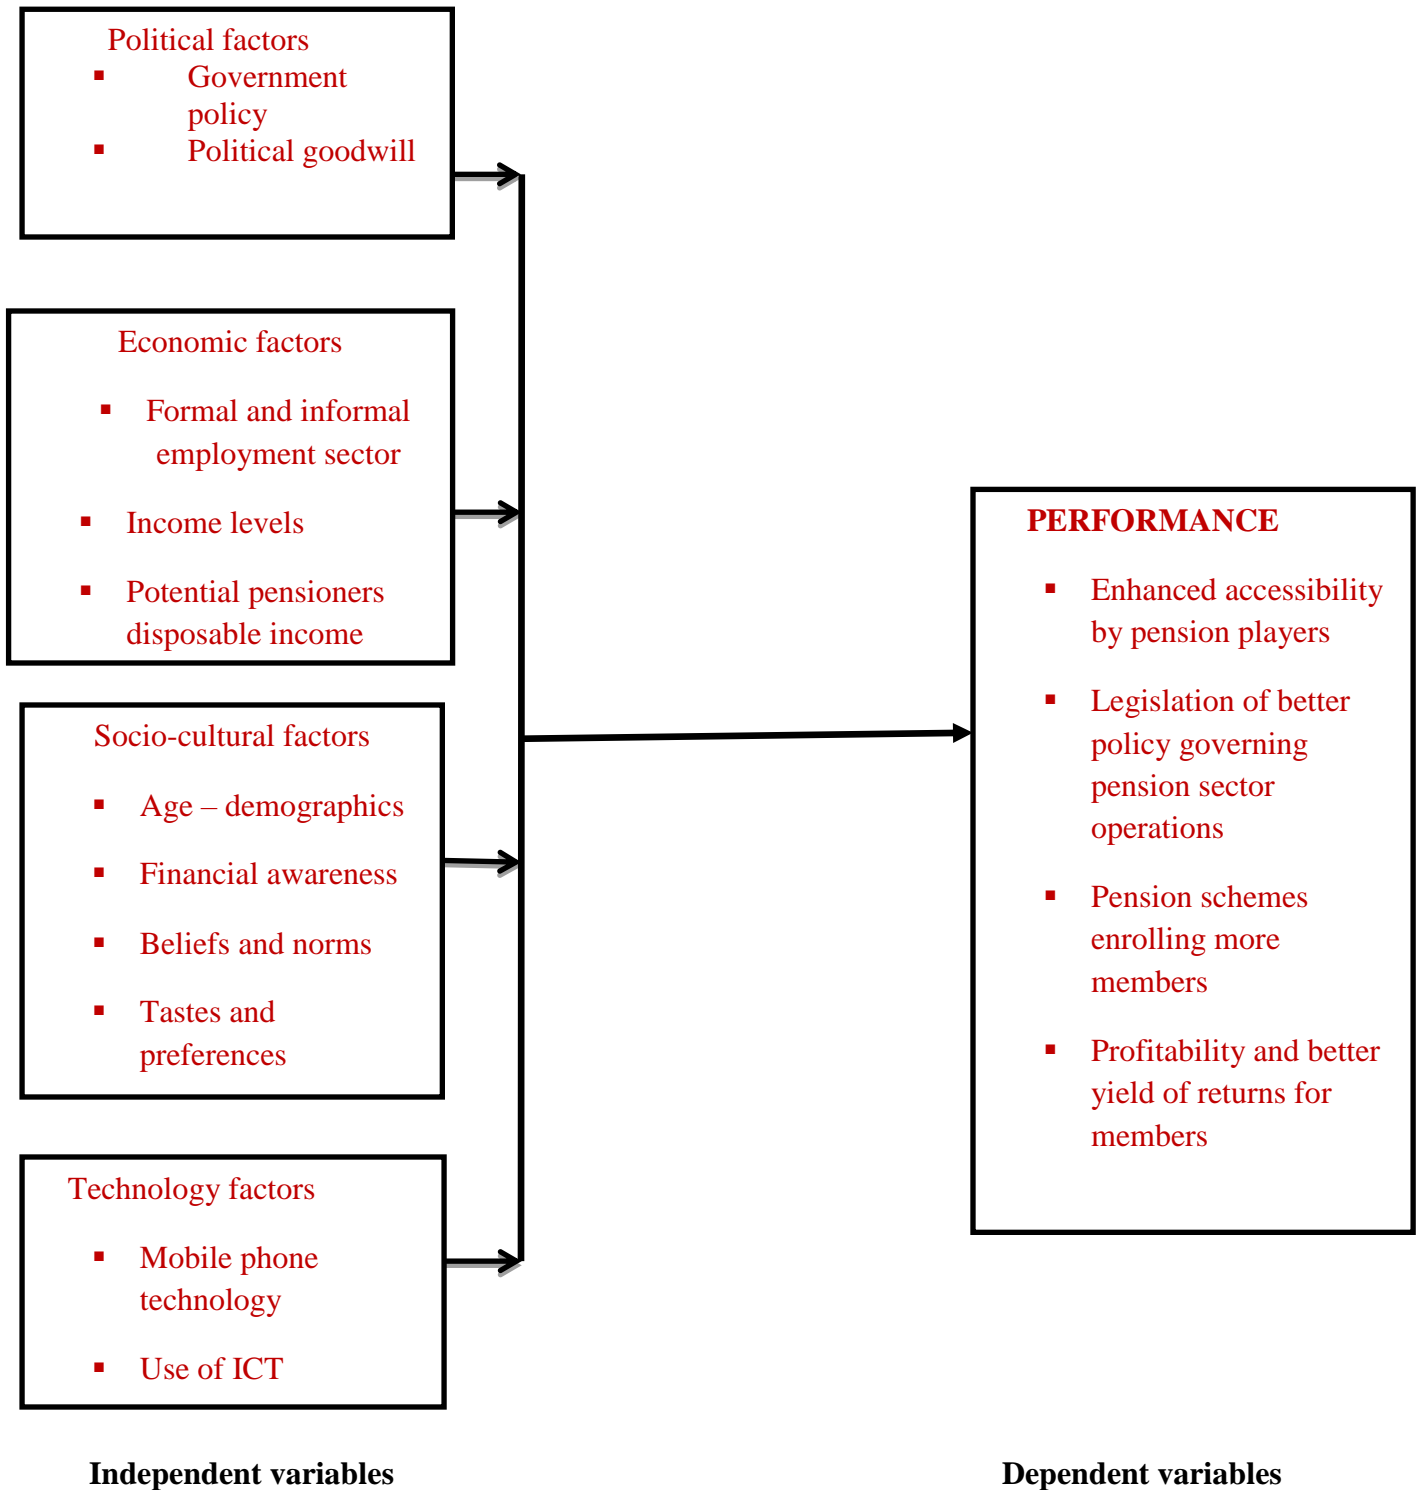 Political factors
▪ Government
policy
▪ Political goodwill
Economic factors
▪ Formal and informal
employment sector
▪ Income levels
▪ Potential pensioners
disposable income
Socio-cultural factors
▪ Age – demographics
▪ Financial awareness
▪ Beliefs and norms
▪ Tastes and
preferences
Technology factors
▪ Mobile phone
technology
▪ Use of ICT
PERFORMANCE
▪ Enhanced accessibility
by pension players
▪ Legislation of better
policy governing
pension sector
operations
▪ Pension schemes
enrolling more
members
▪ Profitability and better
yield of returns for
members
Independent variables
Dependent variables